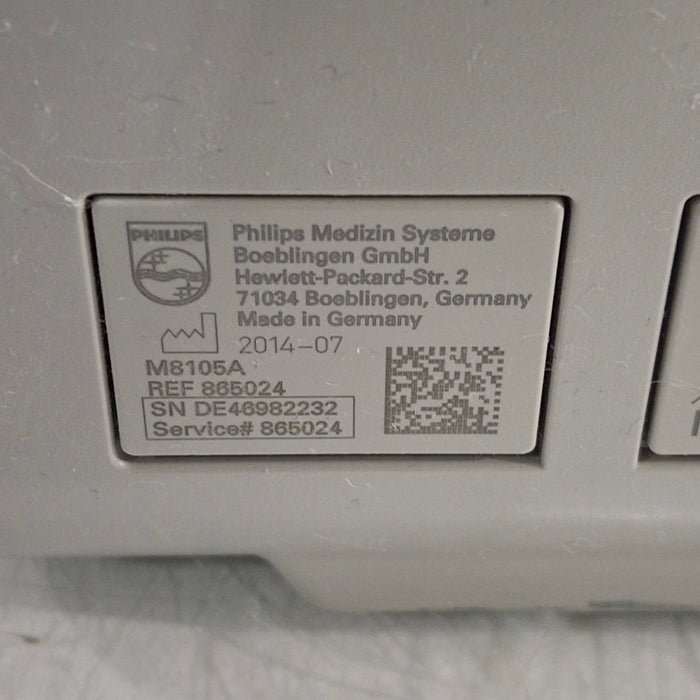 PHILIPS
Philips Medizin Systeme
Boeblingen GmbH
Hewlett-Packard-Str. 2
71034 Boeblingen, Germany
Made in Germany
2014-07
M8105A
REF 865024
SN DE46982232
Service# 865024